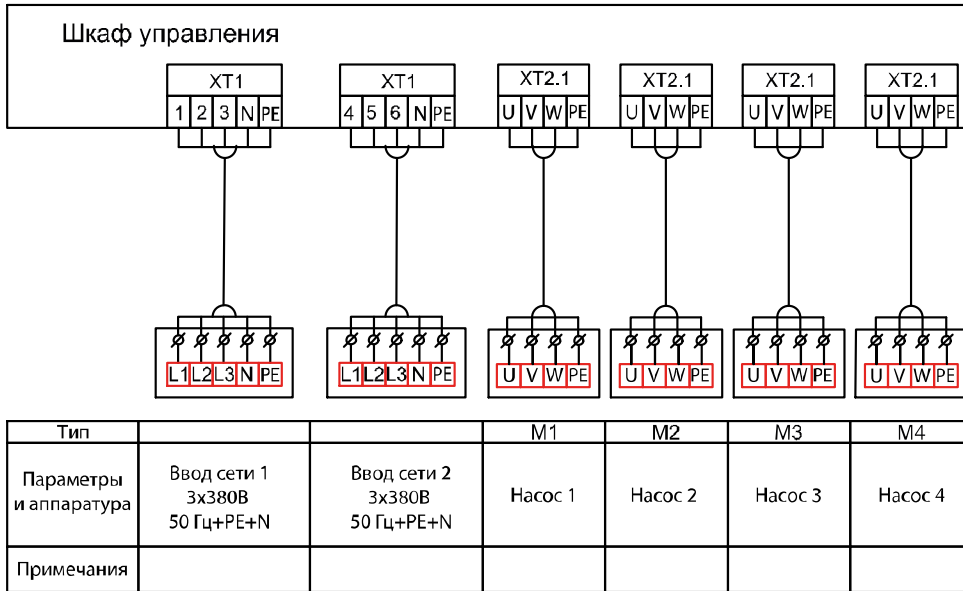 Шкаф управления
XT1 XT1 XT2.1 XT2.1 XT2.1 XT2.1
1 2 3 N PE 4 5 6 N PE U V W PE U V W PE U V W PE U V W PE
L1 L2 L3 N PE L1 L2 L3 N PE U V W PE U V W PE U V W PE U V W PE
Тип M1 M2 M3 M4
Параметры и аппаратура
Ввод сети 1
3x380В
50 Гц+PE+N
Ввод сети 2
3x380В
50 Гц+PE+N
Насос 1 Насос 2 Насос 3 Насос 4
Примечания